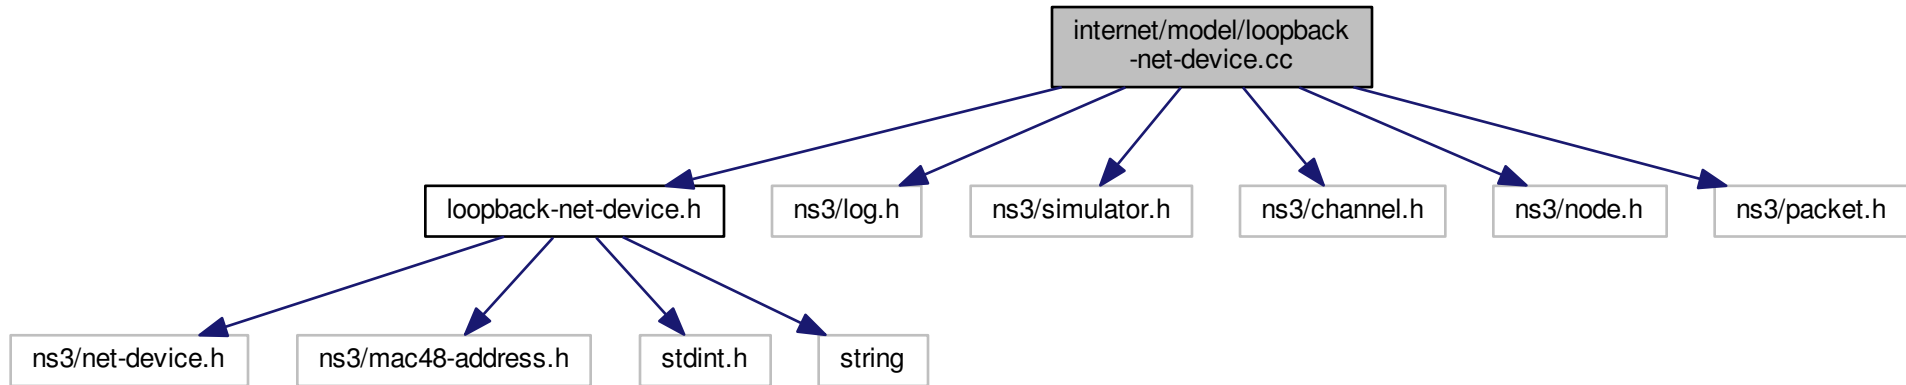 internet/model/loopback
-net-device.cc
loopback-net-device.h
ns3/log.h
ns3/simulator.h
ns3/channel.h
ns3/node.h
ns3/packet.h
ns3/net-device.h
ns3/mac48-address.h
stdint.h
string